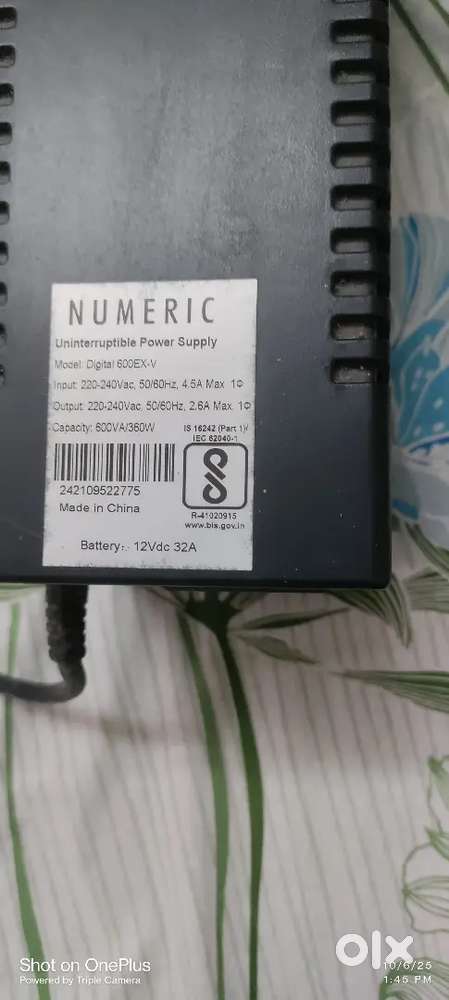 NUMERIC
Uninterruptible Power Supply
Model: Digital 600EX-V
Input: 220-240Vac, 50/60Hz, 4.5A Max. 1Φ
Output: 220-240Vac, 50/60Hz, 2.6A Max. 1Φ
Capacity: 600VA/360W
IS 16242 (Part 1)/
IEC 62040-1
242109522775
Made in China
R-41020915
www.bis.gov.in
Battery: 12Vdc 32A
olx
Shot on OnePlus
Powered by Triple Camera
10/6/25
1:45 PM